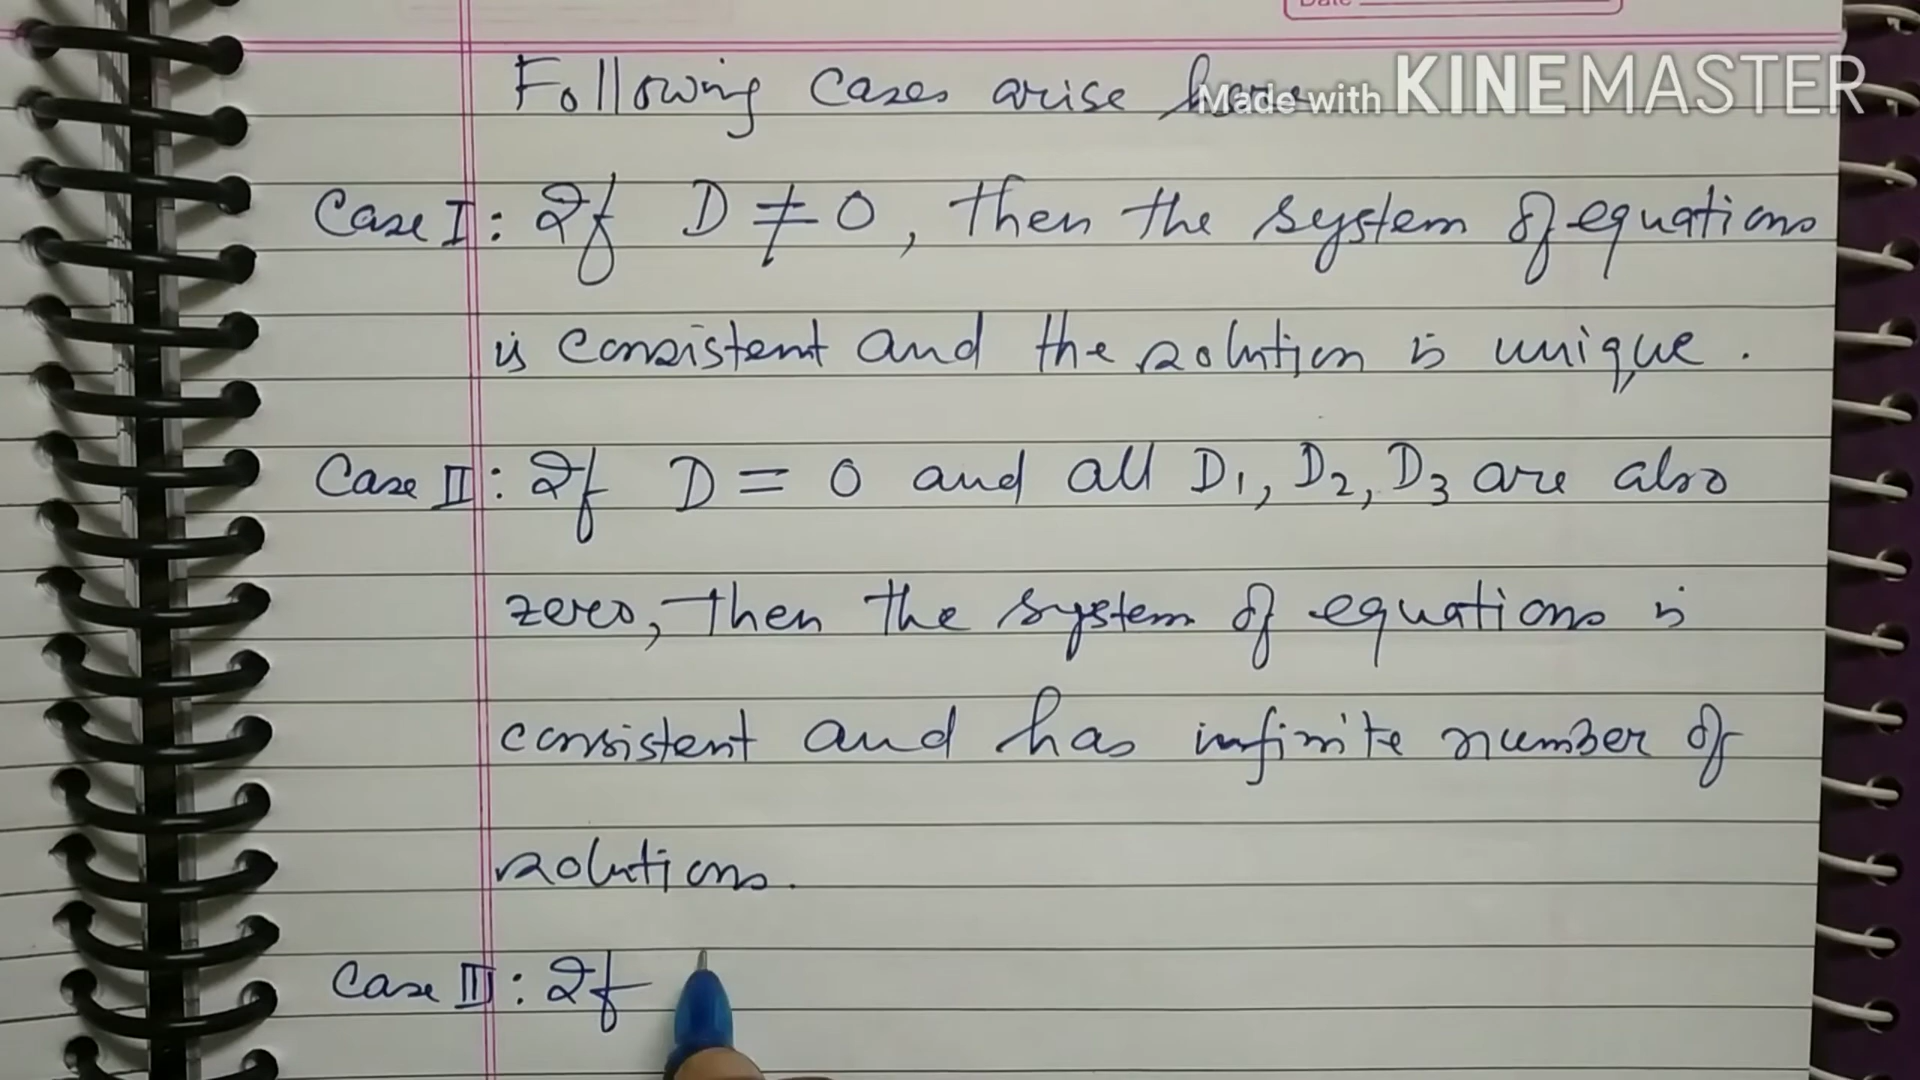 Date
Following cases arise here
Made with KINEMASTER
Case I: If D ≠ 0, then the system of equations
is consistent and the solution is unique.
Case II: If D = 0 and all D1, D2, D3 are also
zero, then the system of equations is
consistent and has infinite number of
solutions.
Case III: If